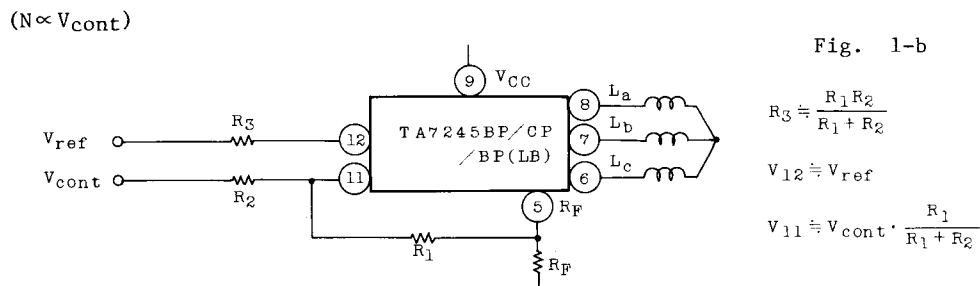 (N∝Vcont)
Fig. 1-b
9 VCC
8 La
7 Lb
6 Lc
TA7245BP/CP
/BP(LB)
Vref R3 12
Vcont R2 11
5 RF
R1
RF
R3≒R1R2/R1+R2
V12≒Vref
V11≒Vcont·R1/R1+R2